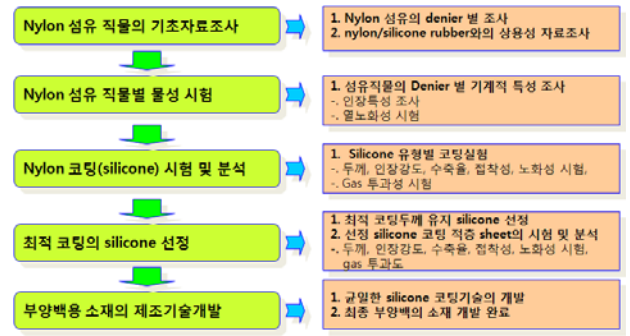 Nylon 섬유 직물의 기초자료조사
1. Nylon 섬유의 denier 별 조사
2. nylon/silicone rubber와의 상용성 자료조사
Nylon 섬유 직물별 물성 시험
1. 섬유직물의 Denier 별 기계적 특성 조사
-. 인장특성 조사
-. 열노화성 시험
Nylon 코팅(silicone) 시험 및 분석
1. Silicone 유형별 코팅실험
-. 두께, 인장강도, 수축율, 접착성, 노화성 시험,
-. Gas 투과성 시험
최적 코팅의 silicone 선정
1. 최적 코팅두께 유지 silicone 선정
2. 선정 silicone 코팅 적층 sheet의 시험 및 분석
-. 두께, 인장강도, 수축율, 접착성, 노화성 시험,
gas 투과도
부양백용 소재의 제조기술개발
1. 균일한 silicone 코팅기술의 개발
2. 최종 부양백의 소재 개발 완료